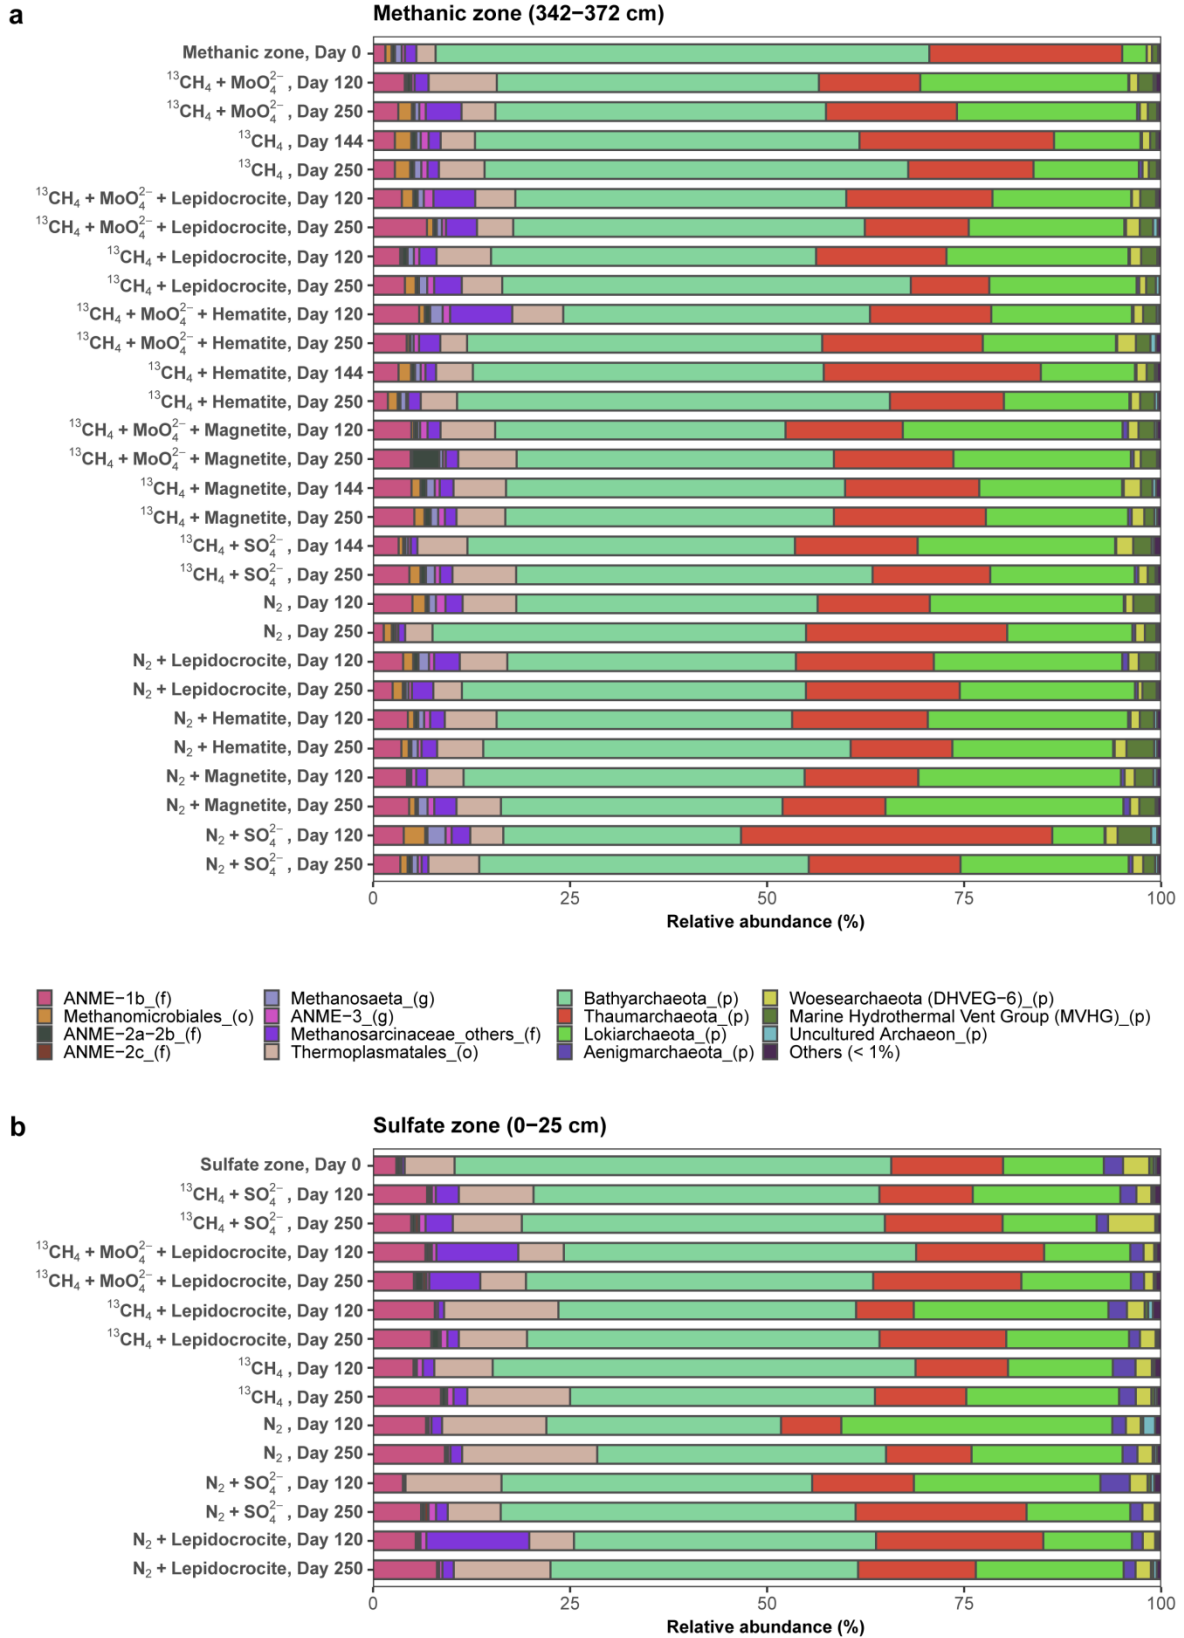 a
Methanic zone (342−372 cm)
Methanic zone, Day 0
¹³CH₄ + MoO₄²⁻ , Day 120
¹³CH₄ + MoO₄²⁻ , Day 250
¹³CH₄ , Day 144
¹³CH₄ , Day 250
¹³CH₄ + MoO₄²⁻ + Lepidocrocite, Day 120
¹³CH₄ + MoO₄²⁻ + Lepidocrocite, Day 250
¹³CH₄ + Lepidocrocite, Day 120
¹³CH₄ + Lepidocrocite, Day 250
¹³CH₄ + MoO₄²⁻ + Hematite, Day 120
¹³CH₄ + MoO₄²⁻ + Hematite, Day 250
¹³CH₄ + Hematite, Day 144
¹³CH₄ + Hematite, Day 250
¹³CH₄ + MoO₄²⁻ + Magnetite, Day 120
¹³CH₄ + MoO₄²⁻ + Magnetite, Day 250
¹³CH₄ + Magnetite, Day 144
¹³CH₄ + Magnetite, Day 250
¹³CH₄ + SO₄²⁻ , Day 144
¹³CH₄ + SO₄²⁻ , Day 250
N₂ , Day 120
N₂ , Day 250
N₂ + Lepidocrocite, Day 120
N₂ + Lepidocrocite, Day 250
N₂ + Hematite, Day 120
N₂ + Hematite, Day 250
N₂ + Magnetite, Day 120
N₂ + Magnetite, Day 250
N₂ + SO₄²⁻ , Day 120
N₂ + SO₄²⁻ , Day 250
0 25 50 75 100
Relative abundance (%)
ANME−1b_(f) Methanosaeta_(g) Bathyarchaeota_(p) Woesearchaeota (DHVEG−6)_(p)
Methanomicrobiales_(o) ANME−3_(g) Thaumarchaeota_(p) Marine Hydrothermal Vent Group (MVHG)_(p)
ANME−2a−2b_(f) Methanosarcinaceae_others_(f) Lokiarchaeota_(p) Uncultured Archaeon_(p)
ANME−2c_(f) Thermoplasmatales_(o) Aenigmarchaeota_(p) Others (< 1%)
b
Sulfate zone (0−25 cm)
Sulfate zone, Day 0
¹³CH₄ + SO₄²⁻ , Day 120
¹³CH₄ + SO₄²⁻ , Day 250
¹³CH₄ + MoO₄²⁻ + Lepidocrocite, Day 120
¹³CH₄ + MoO₄²⁻ + Lepidocrocite, Day 250
¹³CH₄ + Lepidocrocite, Day 120
¹³CH₄ + Lepidocrocite, Day 250
¹³CH₄ , Day 120
¹³CH₄ , Day 250
N₂ , Day 120
N₂ , Day 250
N₂ + SO₄²⁻ , Day 120
N₂ + SO₄²⁻ , Day 250
N₂ + Lepidocrocite, Day 120
N₂ + Lepidocrocite, Day 250
0 25 50 75 100
Relative abundance (%)